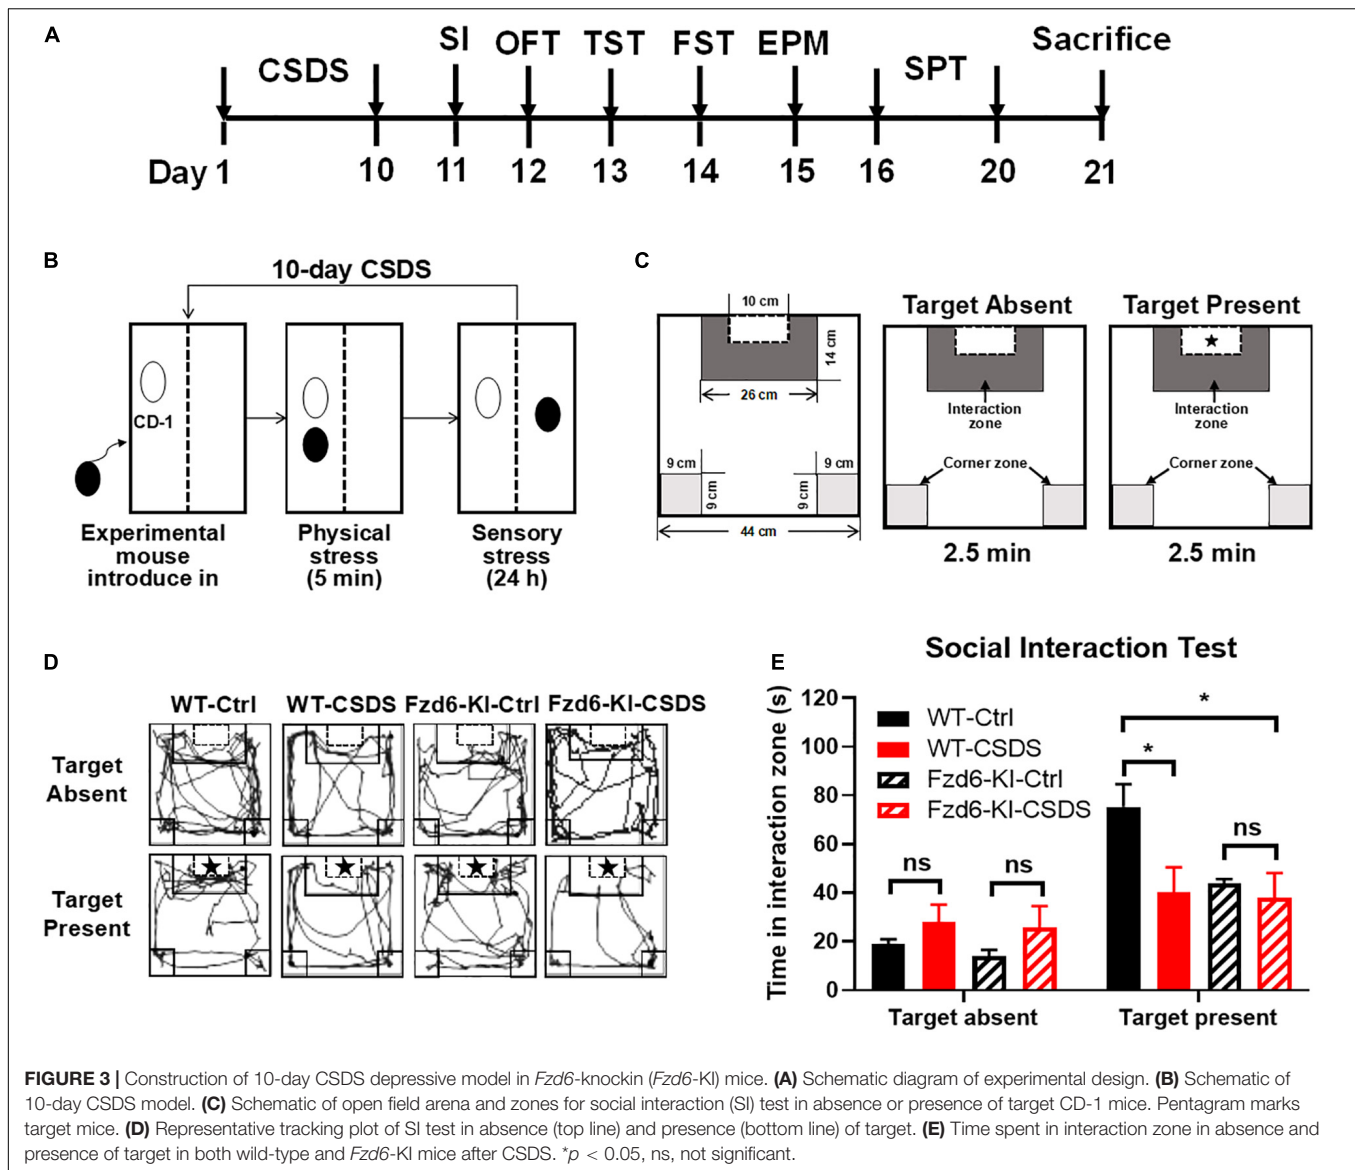 A
SI OFT TST FST EPM Sacrifice
CSDS SPT
Day 1 10 11 12 13 14 15 16 20 21
B
10-day CSDS
CD-1
Experimental
mouse
introduce in
Physical
stress
(5 min)
Sensory
stress
(24 h)
C
10 cm
14 cm
26 cm
9 cm
9 cm
9 cm
9 cm
44 cm
Target Absent
Interaction
zone
Corner zone
2.5 min
Target Present
Interaction
zone
Corner zone
2.5 min
D
WT-Ctrl WT-CSDS Fzd6-KI-Ctrl Fzd6-KI-CSDS
Target
Absent
Target
Present
E
Social Interaction Test
Time in interaction zone (s)
120
100
80
60
40
20
0
WT-Ctrl
WT-CSDS
Fzd6-KI-Ctrl
Fzd6-KI-CSDS
ns
ns
*
*
ns
Target absent Target present
FIGURE 3 | Construction of 10-day CSDS depressive model in Fzd6-knockin (Fzd6-KI) mice. (A) Schematic diagram of experimental design. (B) Schematic of
10-day CSDS model. (C) Schematic of open field arena and zones for social interaction (SI) test in absence or presence of target CD-1 mice. Pentagram marks
target mice. (D) Representative tracking plot of SI test in absence (top line) and presence (bottom line) of target. (E) Time spent in interaction zone in absence and
presence of target in both wild-type and Fzd6-KI mice after CSDS. *p < 0.05, ns, not significant.